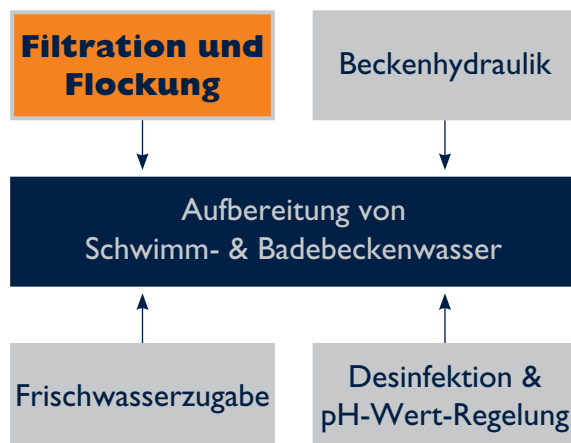 Filtration und
Flockung
Beckenhydraulik
Aufbereitung von
Schwimm- & Badebeckenwasser
Frischwasserzugabe
Desinfektion &
pH-Wert-Regelung